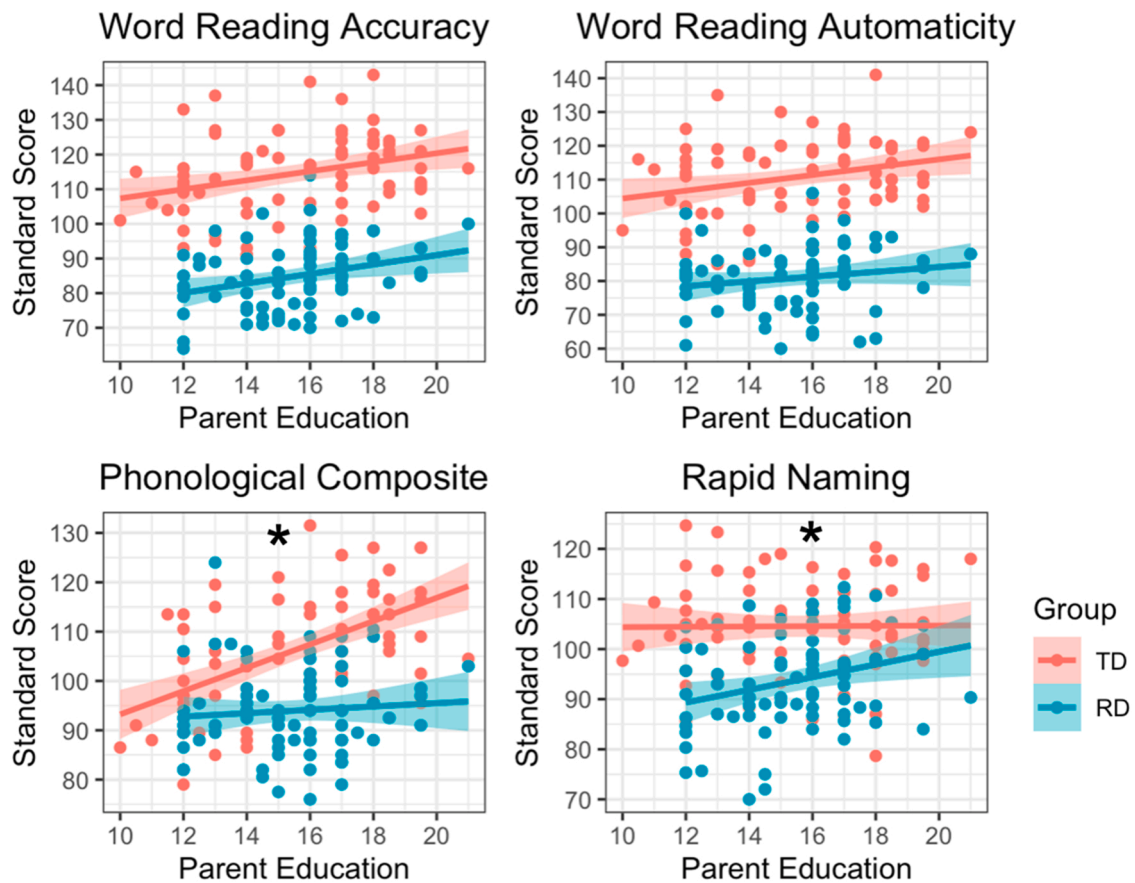 Word Reading Accuracy
Standard Score
140
130
120
110
100
90
80
70
10 12 14 16 18 20
Parent Education
Word Reading Automaticity
Standard Score
140
130
120
110
100
90
80
70
60
10 12 14 16 18 20
Parent Education
Phonological Composite
*
Standard Score
130
120
110
100
90
80
10 12 14 16 18 20
Parent Education
Rapid Naming
*
Standard Score
120
110
100
90
80
70
10 12 14 16 18 20
Parent Education
Group
TD
RD